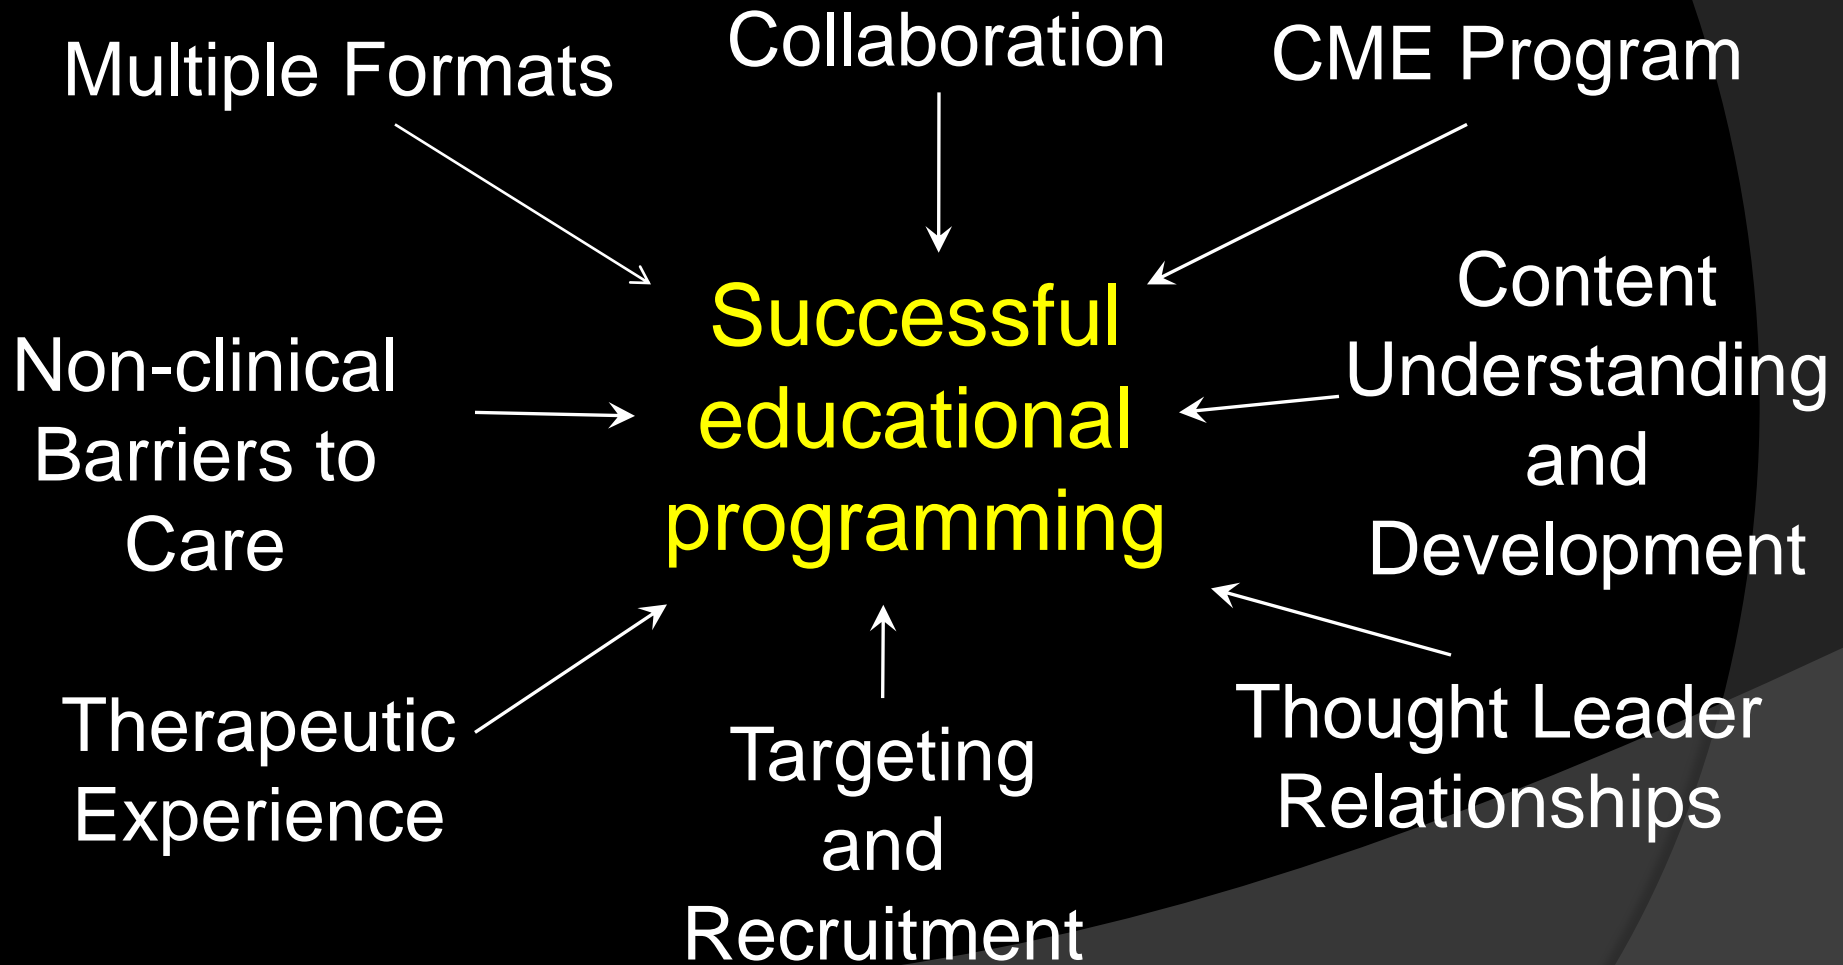 Multiple Formats
Collaboration
CME Program
Successful
educational
programming
Content
Understanding
and
Development
Non-clinical
Barriers to
Care
Therapeutic
Experience
Targeting
and
Recruitment
Thought Leader
Relationships